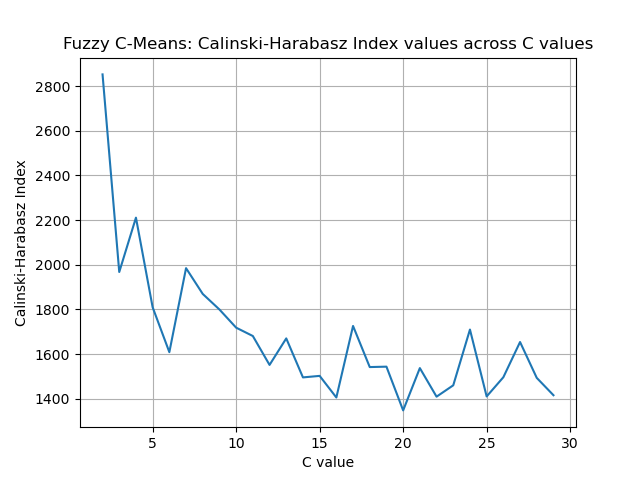 Fuzzy C-Means: Calinski-Harabasz Index values across C values
2800
2600
2400
2200
2000
1800
1600
1400
Calinski-Harabasz Index
5 10 15 20 25 30
C value